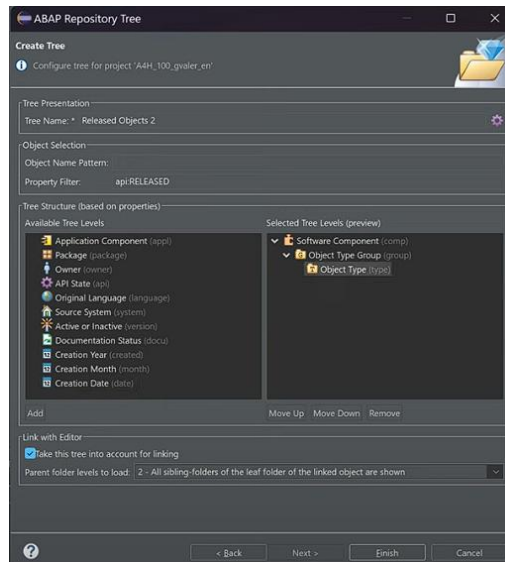 ABAP Repository Tree
Create Tree
Configure tree for project 'A4H_100_gvaler_en'
Tree Presentation
Tree Name: * Released Objects 2
Object Selection
Object Name Pattern:
Property Filter: api:RELEASED
Tree Structure (based on properties)
Available Tree Levels
Application Component (appl)
Package (package)
Owner (owner)
API State (api)
Original Language (language)
Source System (system)
Active or Inactive (version)
Documentation Status (docu)
Creation Year (created)
Creation Month (month)
Creation Date (date)
Add
Selected Tree Levels (preview)
Software Component (comp)
Object Type Group (group)
Object Type (type)
Move Up Move Down Remove
Link with Editor
Take this tree into account for linking
Parent folder levels to load: 2 - All sibling-folders of the leaf folder of the linked object are shown
? < Back Next > Finish Cancel